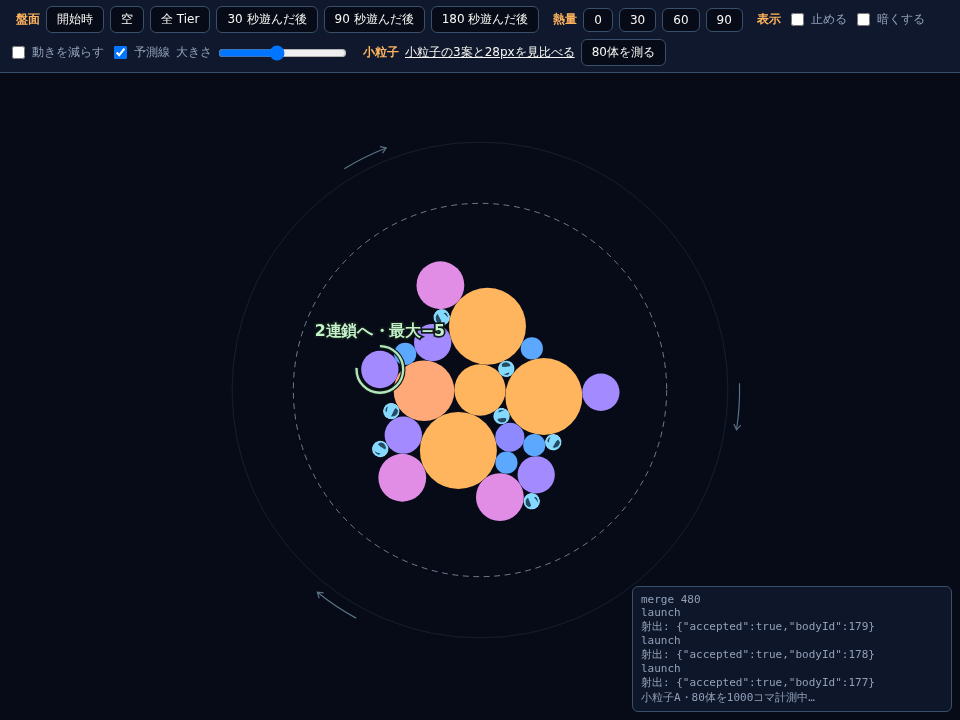 盤面 開始時 空 全 Tier 30 秒遊んだ後 90 秒遊んだ後 180 秒遊んだ後 熱量 0 30 60 90 表示 止める 暗くする
動きを減らす 予測線 大きさ 小粒子 小粒子の3案と28pxを見比べる 80体を測る
2連鎖へ・最大=5
merge 480
launch
射出: {"accepted":true,"bodyId":179}
launch
射出: {"accepted":true,"bodyId":178}
launch
射出: {"accepted":true,"bodyId":177}
小粒子A・80体を1000コマ計測中…